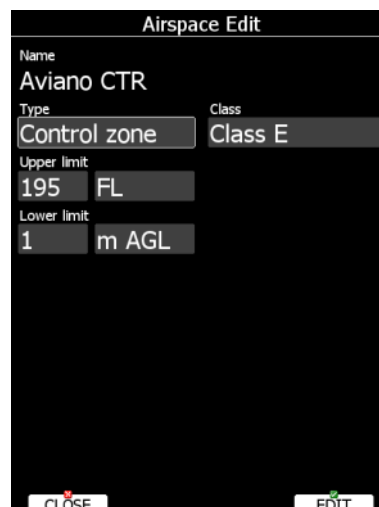 Airspace Edit
Name
Aviano CTR
Type Class
Control zone Class E
Upper limit
195 FL
Lower limit
1 m AGL
CLOSE EDIT